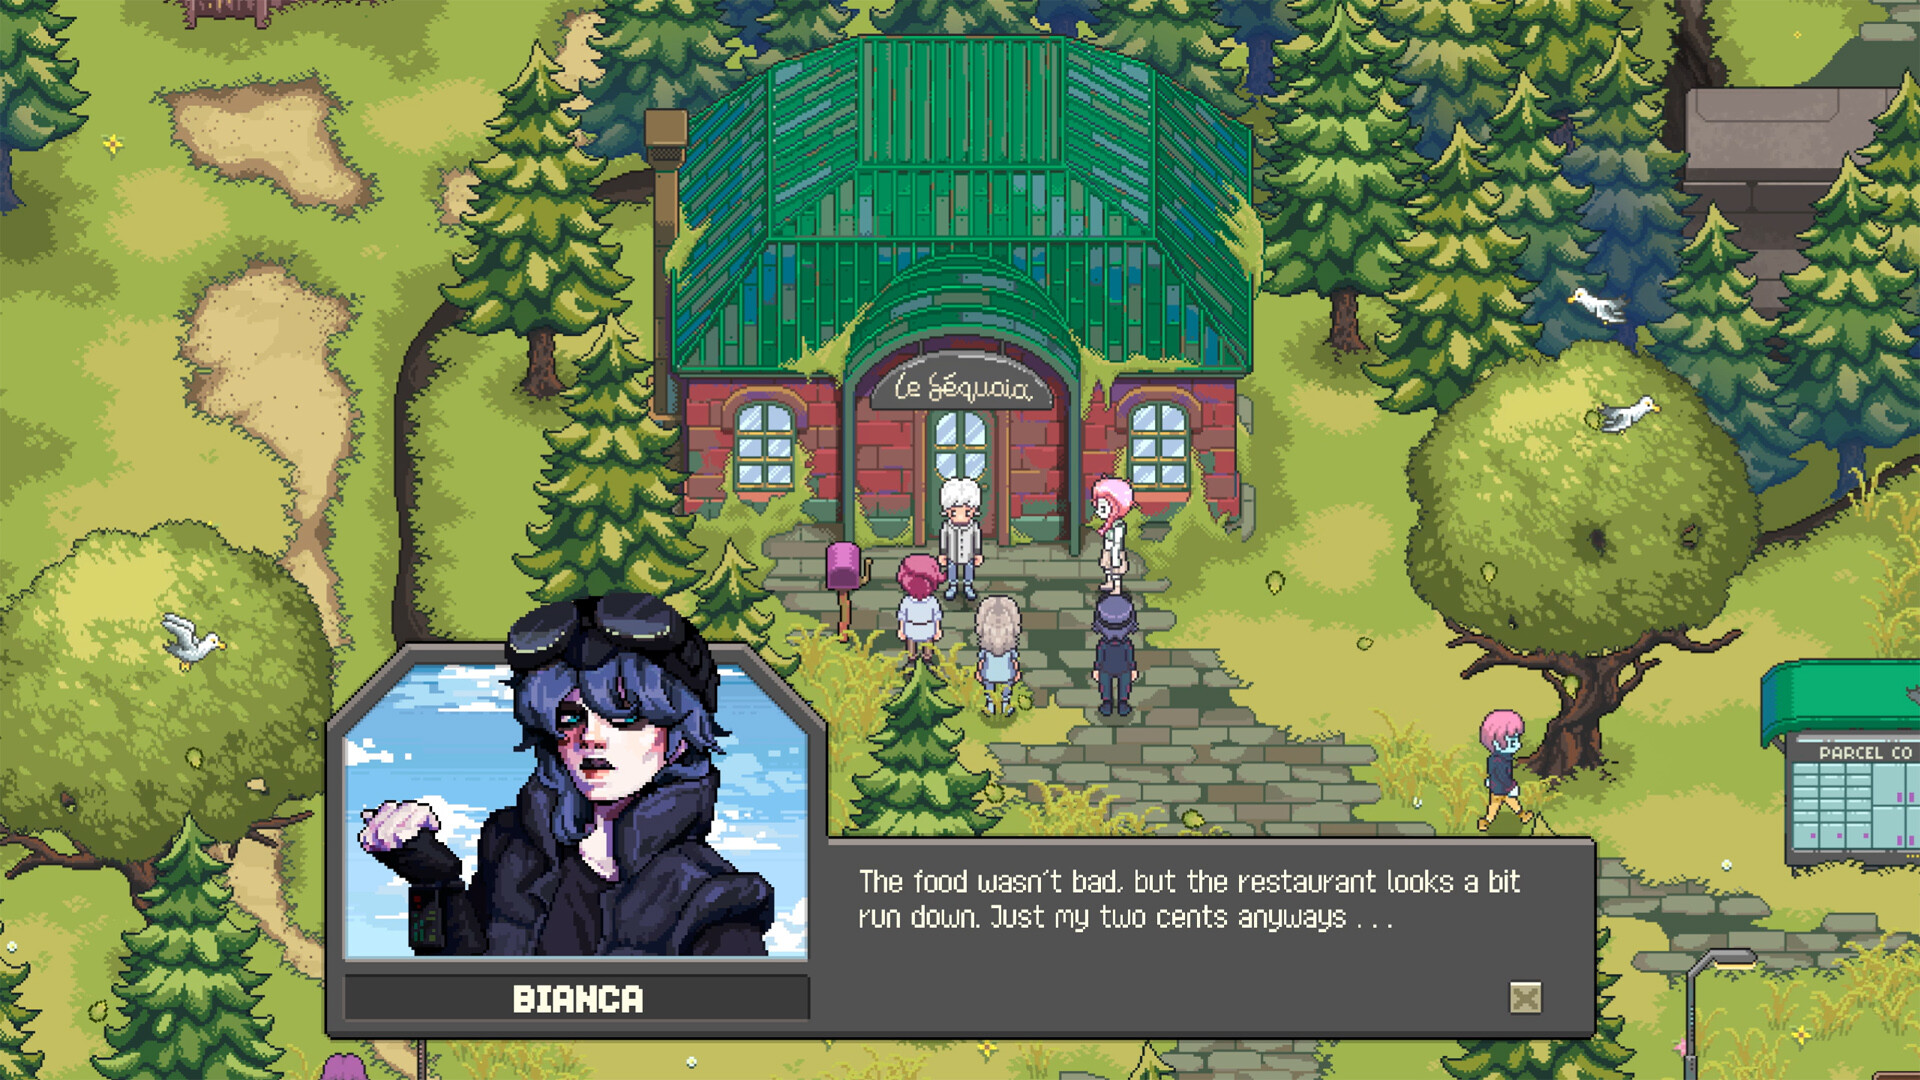 Le Séquoia
PARCEL CO
The food wasn't bad, but the restaurant looks a bit
run down. Just my two cents anyways . . .
BIANCA